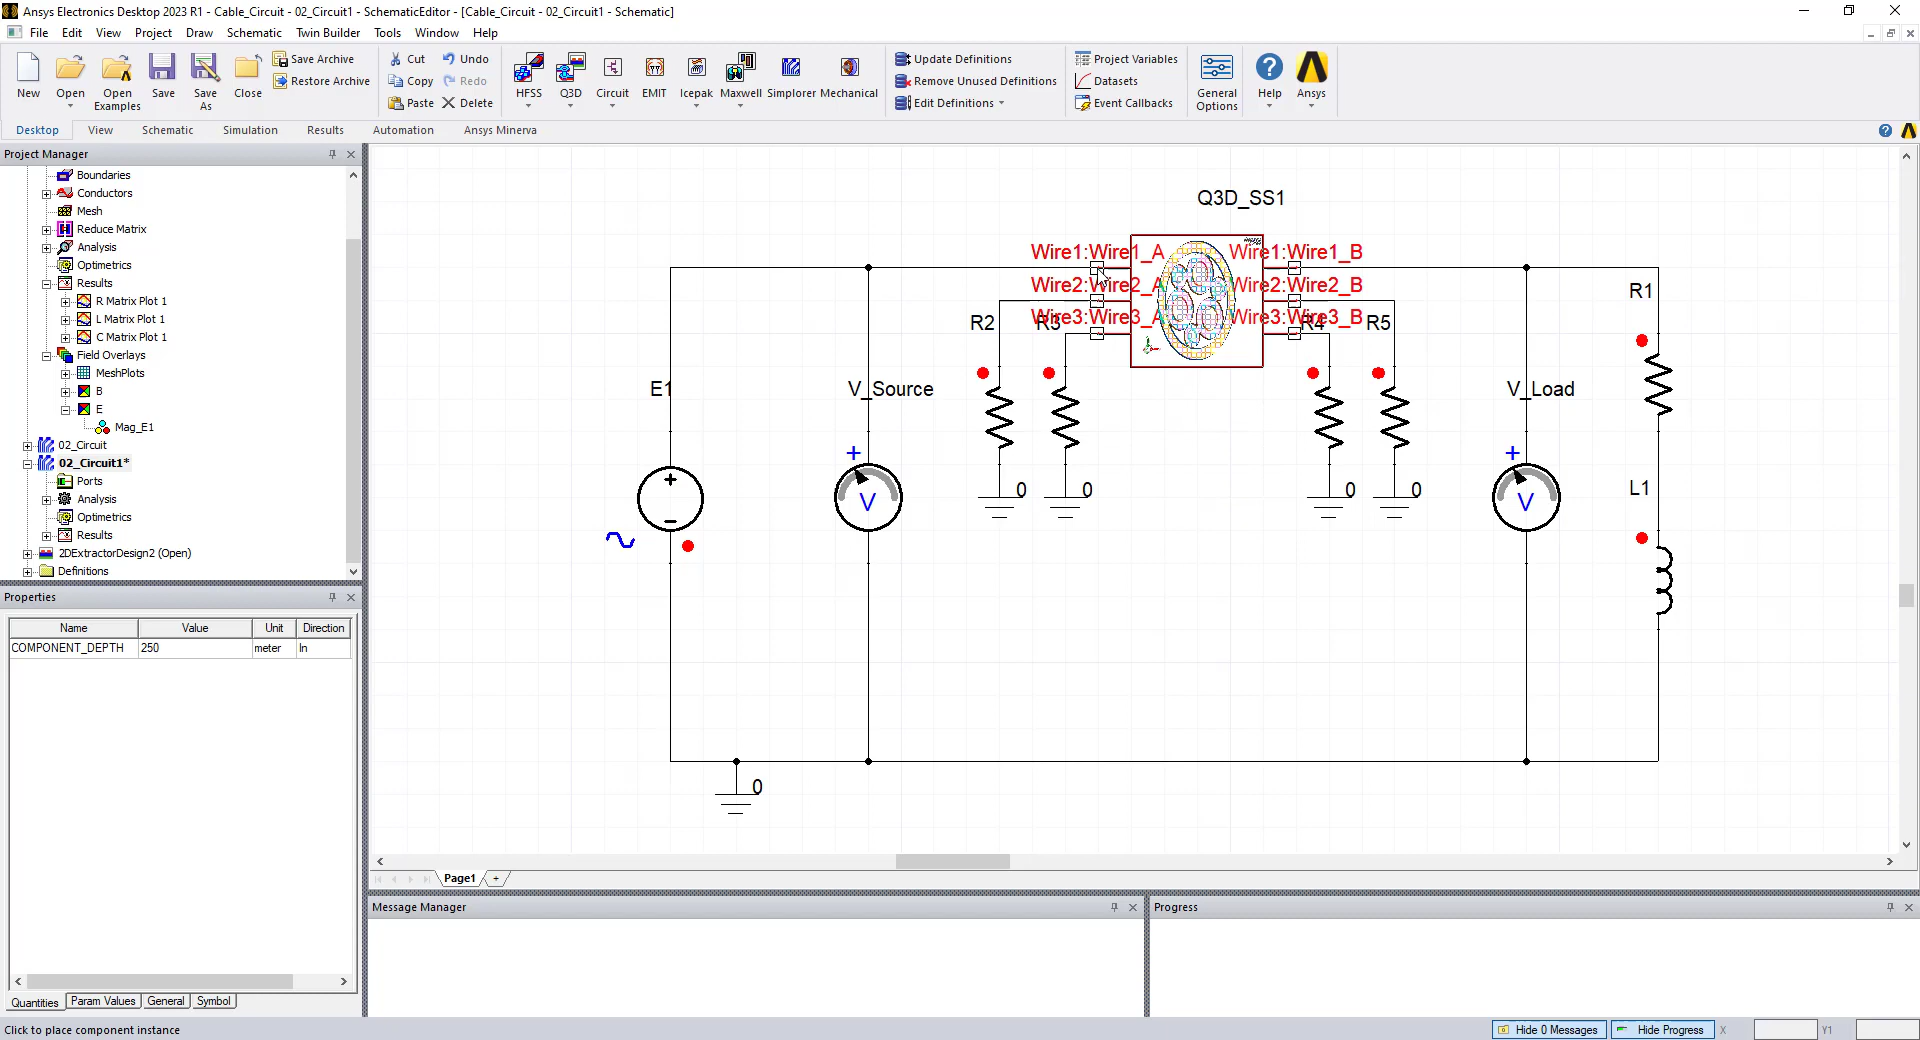 Ansys Electronics Desktop 2023 R1 - Cable_Circuit - 02_Circuit1 - SchematicEditor - [Cable_Circuit - 02_Circuit1 - Schematic]
File Edit View Project Draw Schematic Twin Builder Tools Window Help
New
Open
Open Examples
Save
Save As
Close
Save Archive
Restore Archive
Cut
Copy
Paste
Undo
Redo
Delete
HFSS
Q3D
Circuit
EMIT
Icepak
Maxwell
Simplorer
Mechanical
Update Definitions
Remove Unused Definitions
Edit Definitions
Project Variables
Datasets
Event Callbacks
General Options
Help
Ansys
Desktop View Schematic Simulation Results Automation Ansys Minerva
Project Manager
Boundaries
Conductors
Mesh
Reduce Matrix
Analysis
Optimetrics
Results
R Matrix Plot 1
L Matrix Plot 1
C Matrix Plot 1
Field Overlays
MeshPlots
B
E
Mag_E1
02_Circuit
02_Circuit1*
Ports
Analysis
Optimetrics
Results
2DExtractorDesign2 (Open)
Definitions
Properties
Name Value Unit Direction
COMPONENT_DEPTH 250 meter In
Quantities Param Values General Symbol
Q3D_SS1
Wire1:Wire1_A Wire1:Wire1_B
Wire2:Wire2_A Wire2:Wire2_B
Wire3:Wire3_A Wire3:Wire3_B
R1
R2 R3 R4 R5
E1 V_Source V_Load
+ +
V V
0 0 0 0
L1
0
Page1 +
Message Manager
Progress
Click to place component instance
Hide 0 Messages Hide Progress X Y1